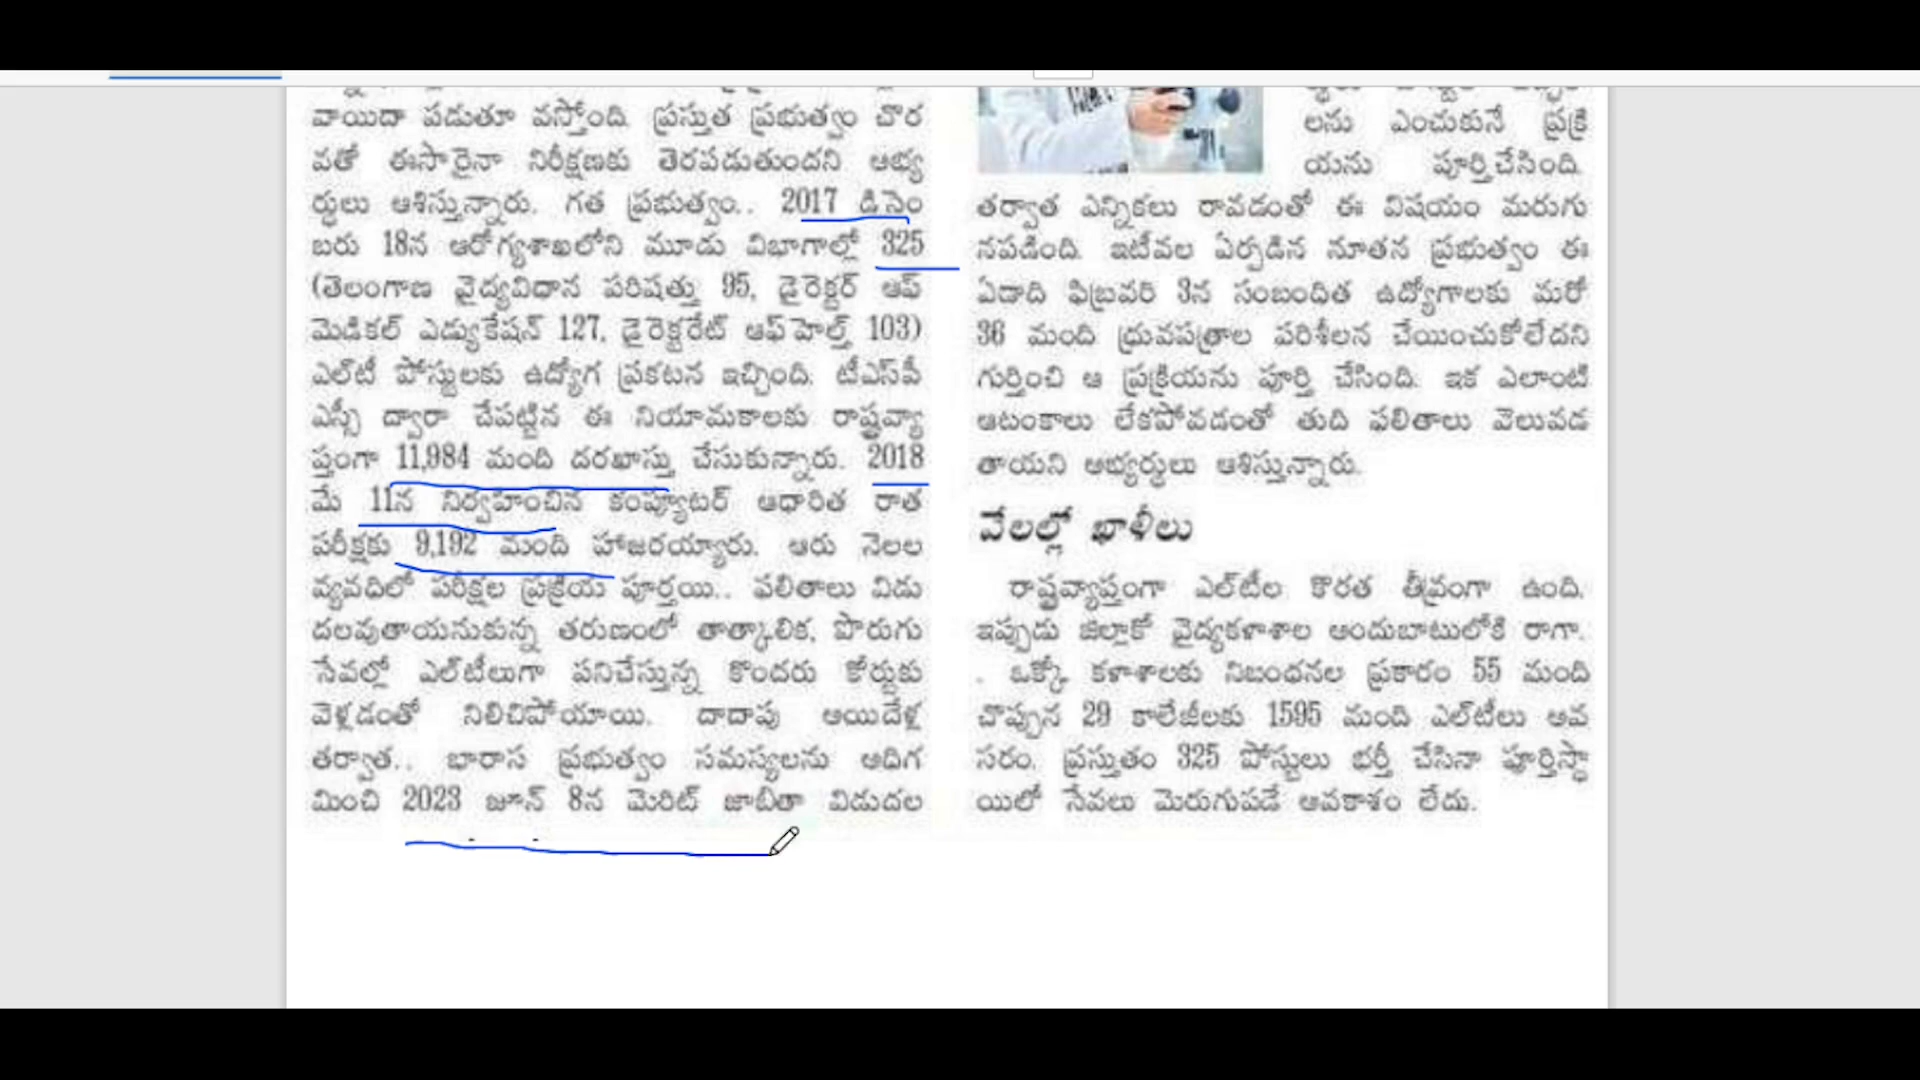 వాయిదా పడుతూ వస్తోంది. ప్రస్తుత ప్రభుత్వం చొర
వతో ఈసారైనా నిరీక్షణకు తెరపడుతుందని అభ్య
ర్థులు ఆశిస్తున్నారు. గత ప్రభుత్వం.. 2017 డిసెం
బరు 18న ఆరోగ్యశాఖలోని మూడు విభాగాల్లో 325
(తెలంగాణ వైద్యవిధాన పరిషత్తు 95, డైరెక్టర్ ఆఫ్
మెడికల్ ఎడ్యుకేషన్ 127, డైరెక్టరేట్ ఆఫ్‌హెల్త్ 103)
ఎల్‌టీ పోస్టులకు ఉద్యోగ ప్రకటన ఇచ్చింది. టీఎస్‌పీ
ఎస్సీ ద్వారా చేపట్టిన ఈ నియామకాలకు రాష్ట్రవ్యా
ప్తంగా 11,984 మంది దరఖాస్తు చేసుకున్నారు. 2018
మే 11న నిర్వహించిన కంప్యూటర్ ఆధారిత రాత
పరీక్షకు 9,192 మంది హాజరయ్యారు. ఆరు నెలల
వ్యవధిలో పరీక్షల ప్రక్రియ పూర్తయి.. ఫలితాలు విడు
దలవుతాయనుకున్న తరుణంలో తాత్కాలిక, పొరుగు
సేవల్లో ఎల్‌టీలుగా పనిచేస్తున్న కొందరు కోర్టుకు
వెళ్లడంతో నిలిచిపోయాయి. దాదాపు అయిదేళ్ల
తర్వాత.. భారాస ప్రభుత్వం సమస్యలను అధిగ
మించి 2023 జూన్ 8న మెరిట్ జాబితా విడుదల
లను ఎంచుకునే ప్రక్రి
యను పూర్తిచేసింది.
తర్వాత ఎన్నికలు రావడంతో ఈ విషయం మరుగు
నపడింది. ఇటీవల ఏర్పడిన నూతన ప్రభుత్వం ఈ
ఏడాది ఫిబ్రవరి 3న సంబంధిత ఉద్యోగాలకు మరో
36 మంది ధ్రువపత్రాల పరిశీలన చేయించుకోలేదని
గుర్తించి ఆ ప్రక్రియను పూర్తి చేసింది. ఇక ఎలాంటి
ఆటంకాలు లేకపోవడంతో తుది ఫలితాలు వెలువడ
తాయని అభ్యర్థులు ఆశిస్తున్నారు.
వేలల్లో ఖాళీలు
రాష్ట్రవ్యాప్తంగా ఎల్‌టీల కొరత తీవ్రంగా ఉంది.
ఇప్పుడు జిల్లాకో వైద్యకళాశాల అందుబాటులోకి రాగా.
. ఒక్కో కళాశాలకు నిబంధనల ప్రకారం 55 మంది
చొప్పున 29 కాలేజీలకు 1595 మంది ఎల్‌టీలు అవ
సరం. ప్రస్తుతం 325 పోస్టులు భర్తీ చేసినా పూర్తిస్థా
యిలో సేవలు మెరుగుపడే అవకాశం లేదు.